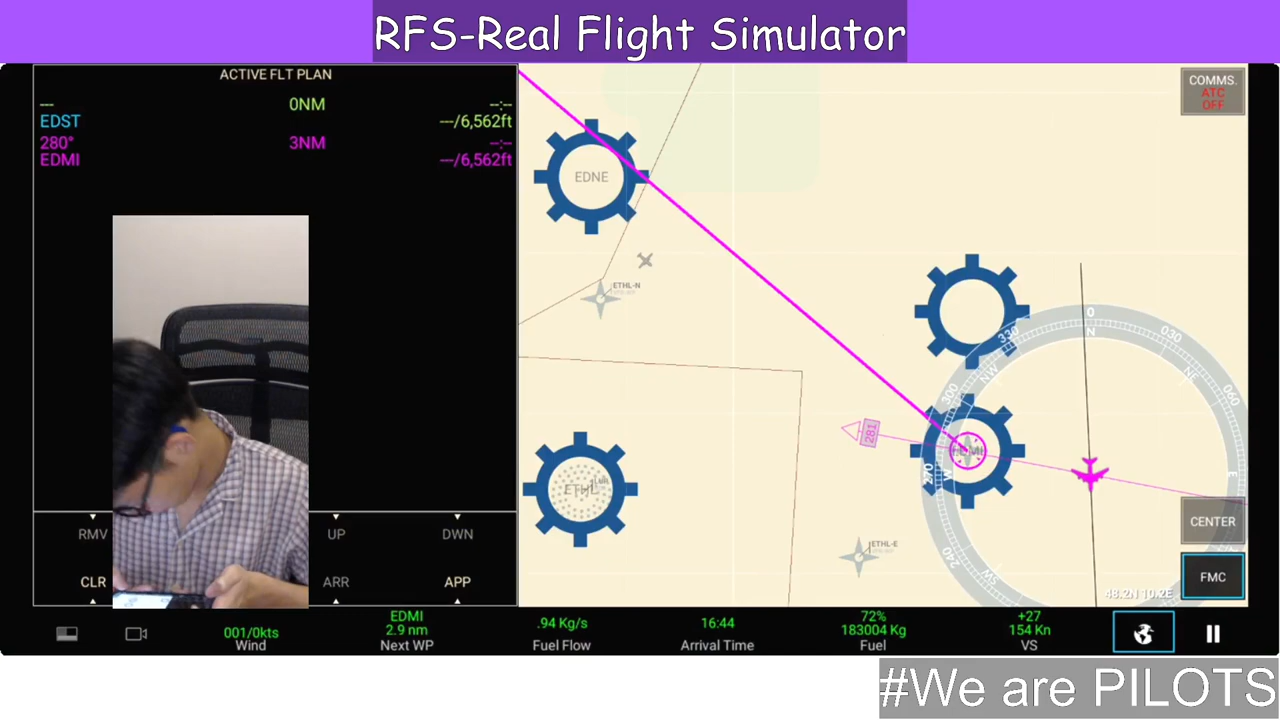 RFS-Real Flight Simulator
ACTIVE FLT PLAN
--- 0NM --:--
EDST ---/6,562ft
280° 3NM --:--
EDMI ---/6,562ft
RMV UP DWN
CLR ARR APP
COMMS.
ATC
OFF
EDNE
ETHL-N
ETHL-E
281
0
N
030
NE
060
E
330
NW
300
270
W
240
SW
CENTER
FMC
48.2N 10.2E
001/0kts
Wind
EDMI
2.9 nm
Next WP
.94 Kg/s
Fuel Flow
16:44
Arrival Time
72%
183004 Kg
Fuel
+27
154 Kn
VS
#We are PILOTS